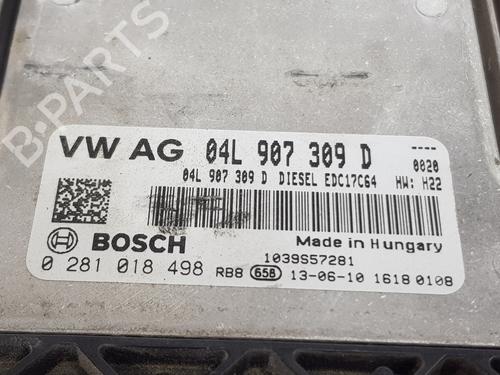 B-PARTS
VW AG 04L 907 309 D ----
0020
04L 907 309 D DIESEL EDC17C64 HW: H22
BOSCH
Made in Hungary
1039S57281
0 281 018 498 RB8 658 13-06-10 1618 0108